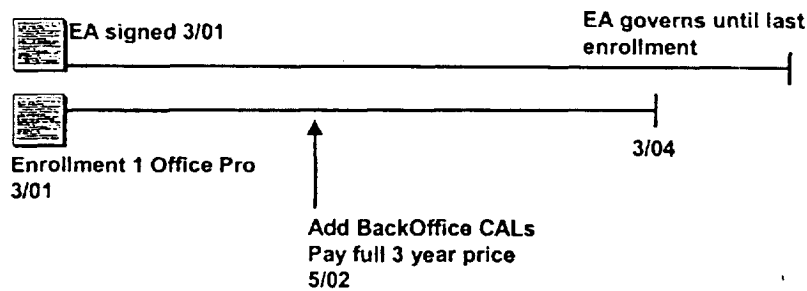 EA signed 3/01
EA governs until last
enrollment
3/04
Enrollment 1 Office Pro
3/01
Add BackOffice CALs
Pay full 3 year price
5/02